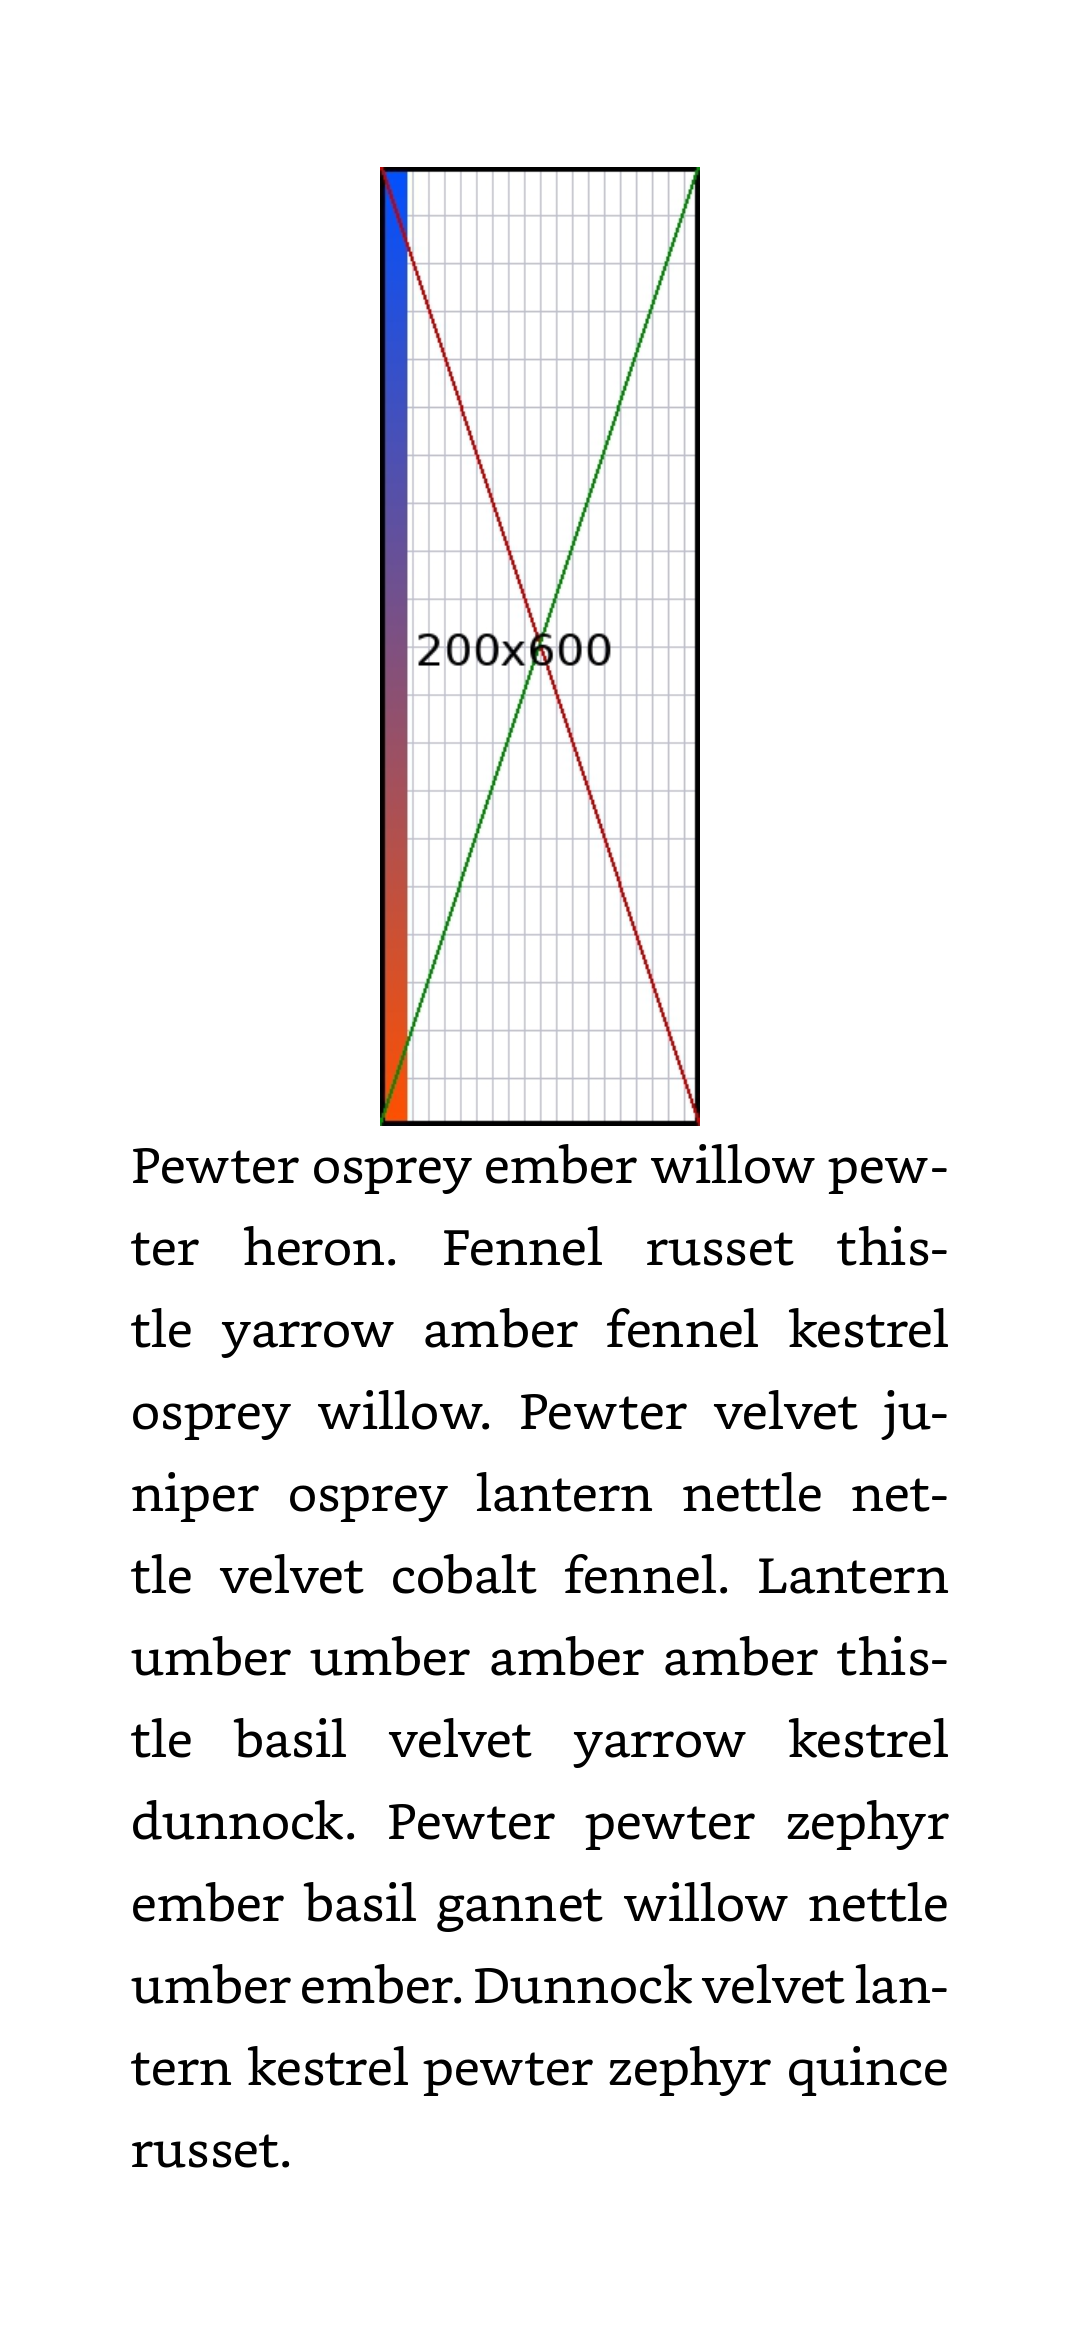 200x600
Pewter osprey ember willow pew-
ter heron. Fennel russet this-
tle yarrow amber fennel kestrel
osprey willow. Pewter velvet ju-
niper osprey lantern nettle net-
tle velvet cobalt fennel. Lantern
umber umber amber amber this-
tle basil velvet yarrow kestrel
dunnock. Pewter pewter zephyr
ember basil gannet willow nettle
umber ember. Dunnock velvet lan-
tern kestrel pewter zephyr quince
russet.